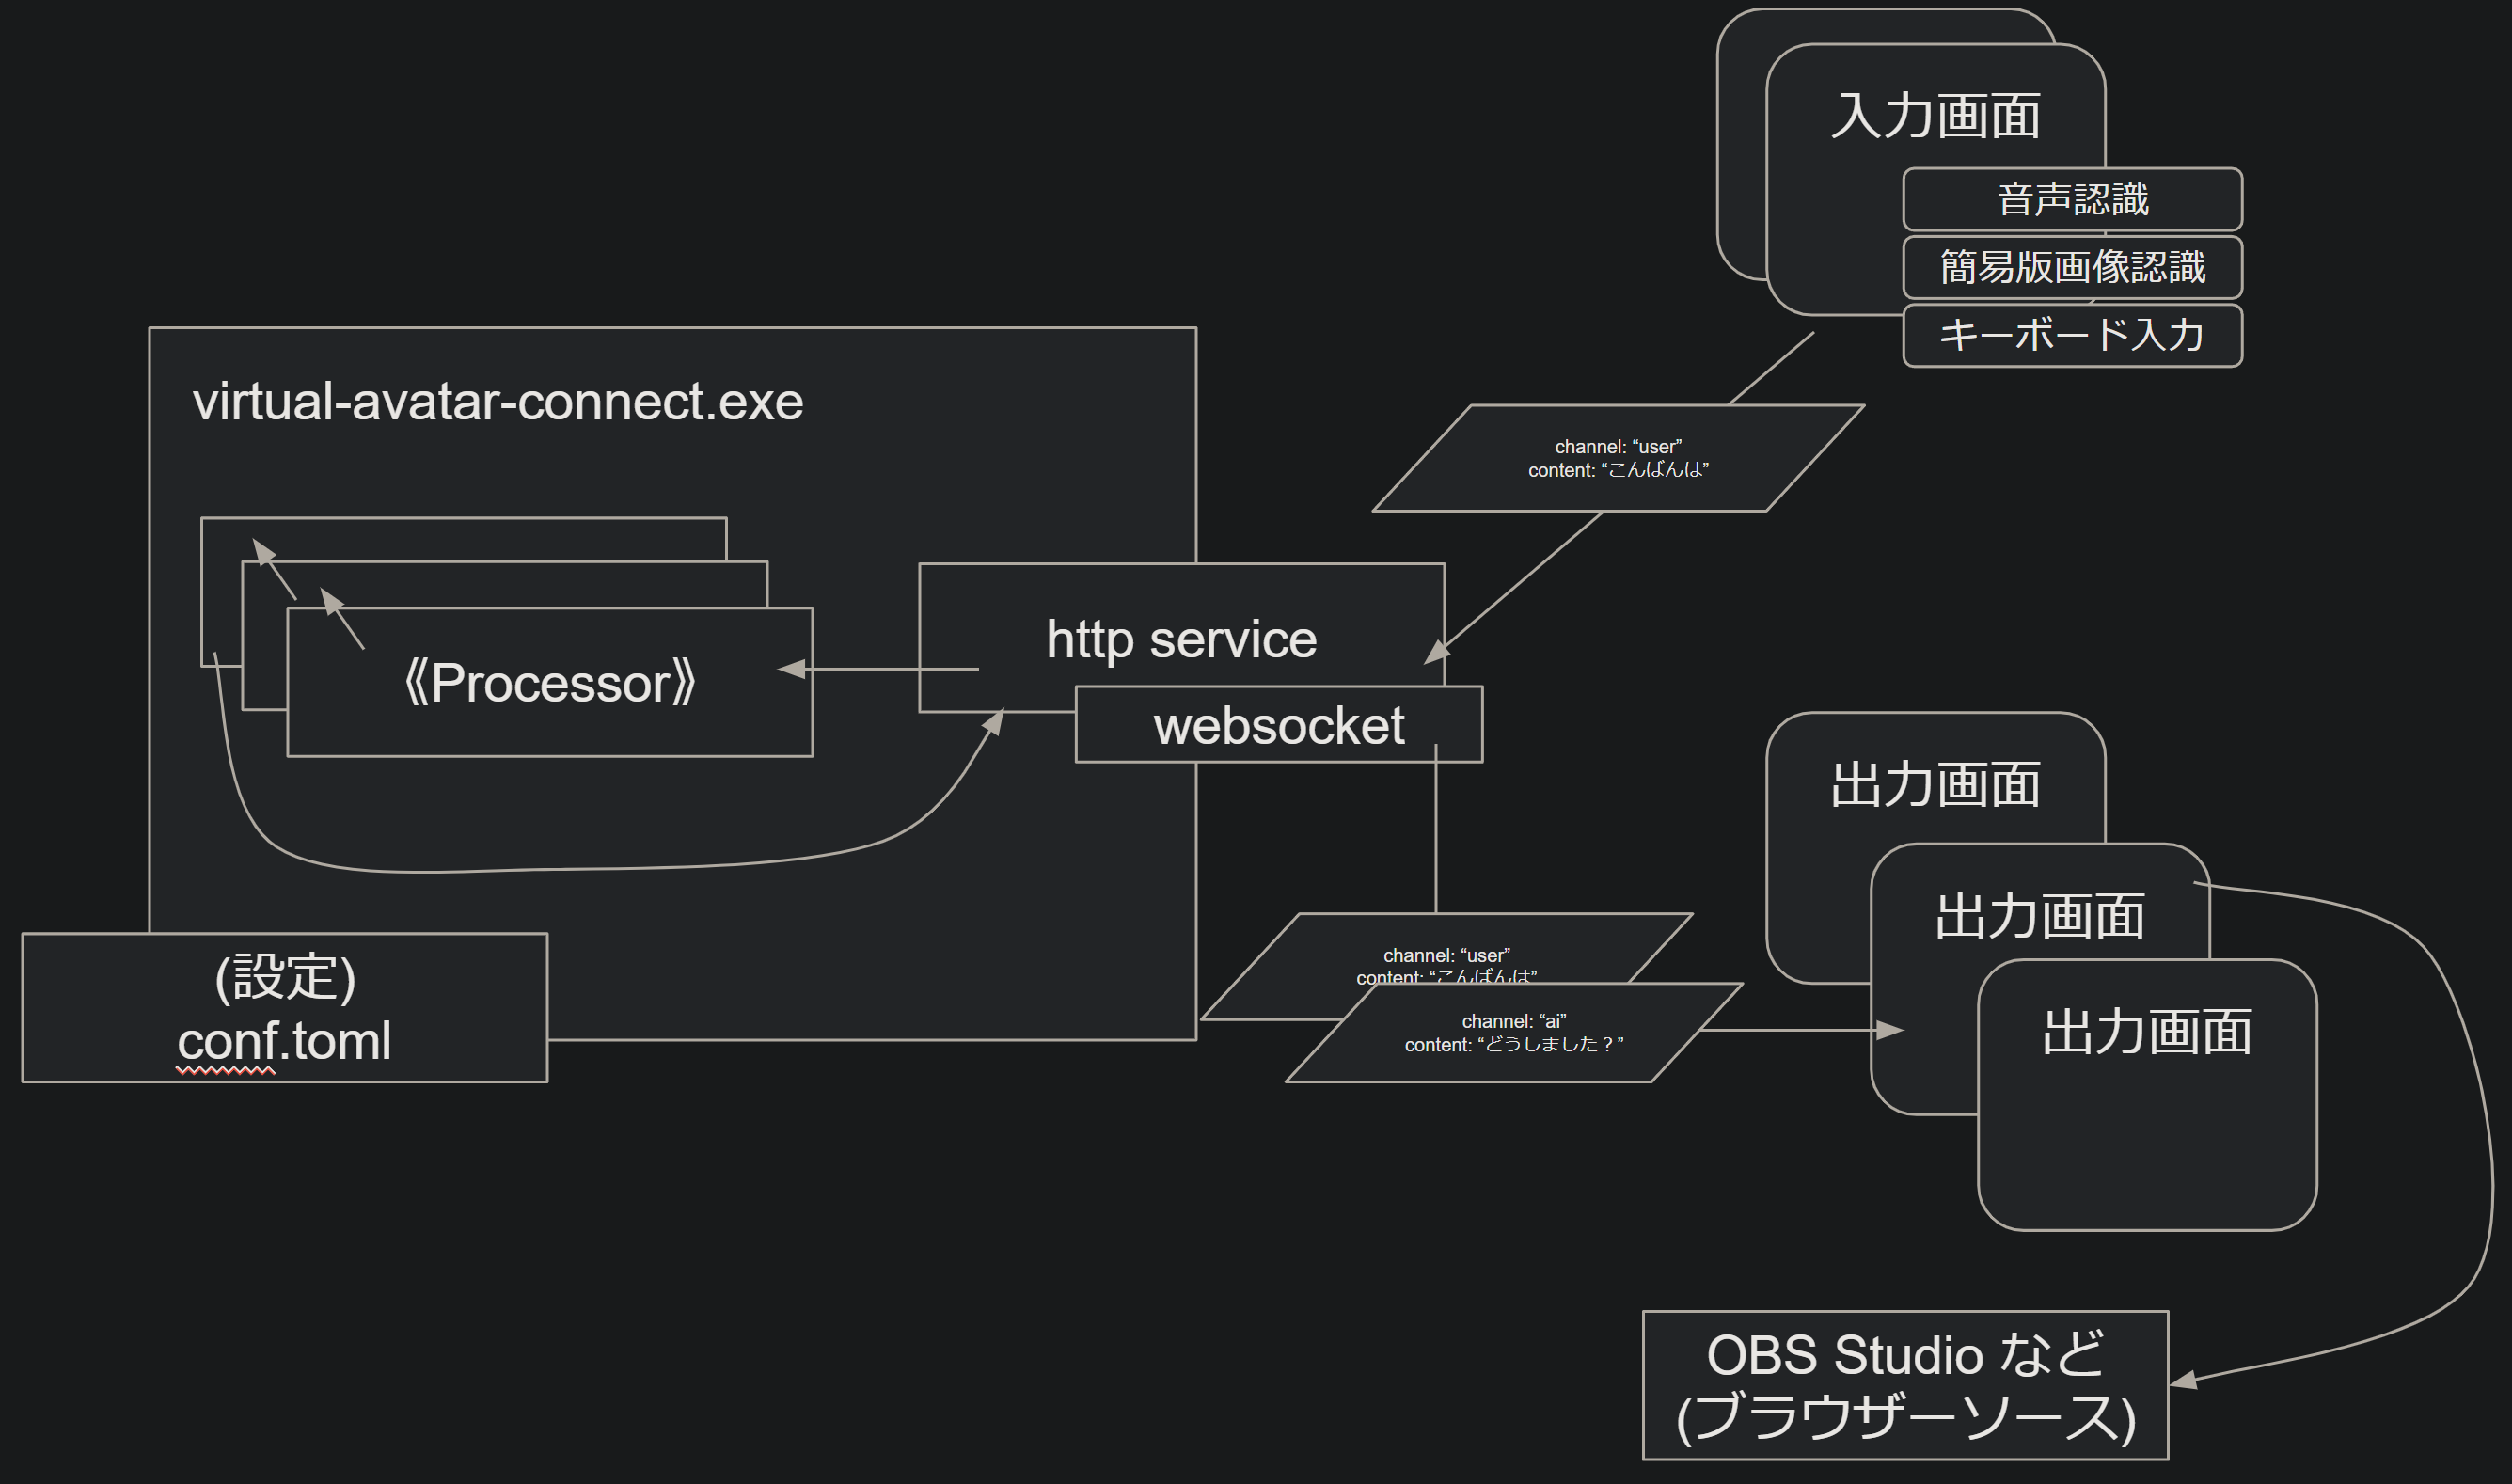 入力画面
音声認識
簡易版画像認識
キーボード入力
virtual-avatar-connect.exe
channel: “user”
content: “こんばんは”
http service
《Processor》
websocket
出力画面
出力画面
出力画面
channel: “user”
content: “こんばんは”
channel: “ai”
content: “どうしました？”
(設定)
conf.toml
OBS Studio など
(ブラウザーソース)